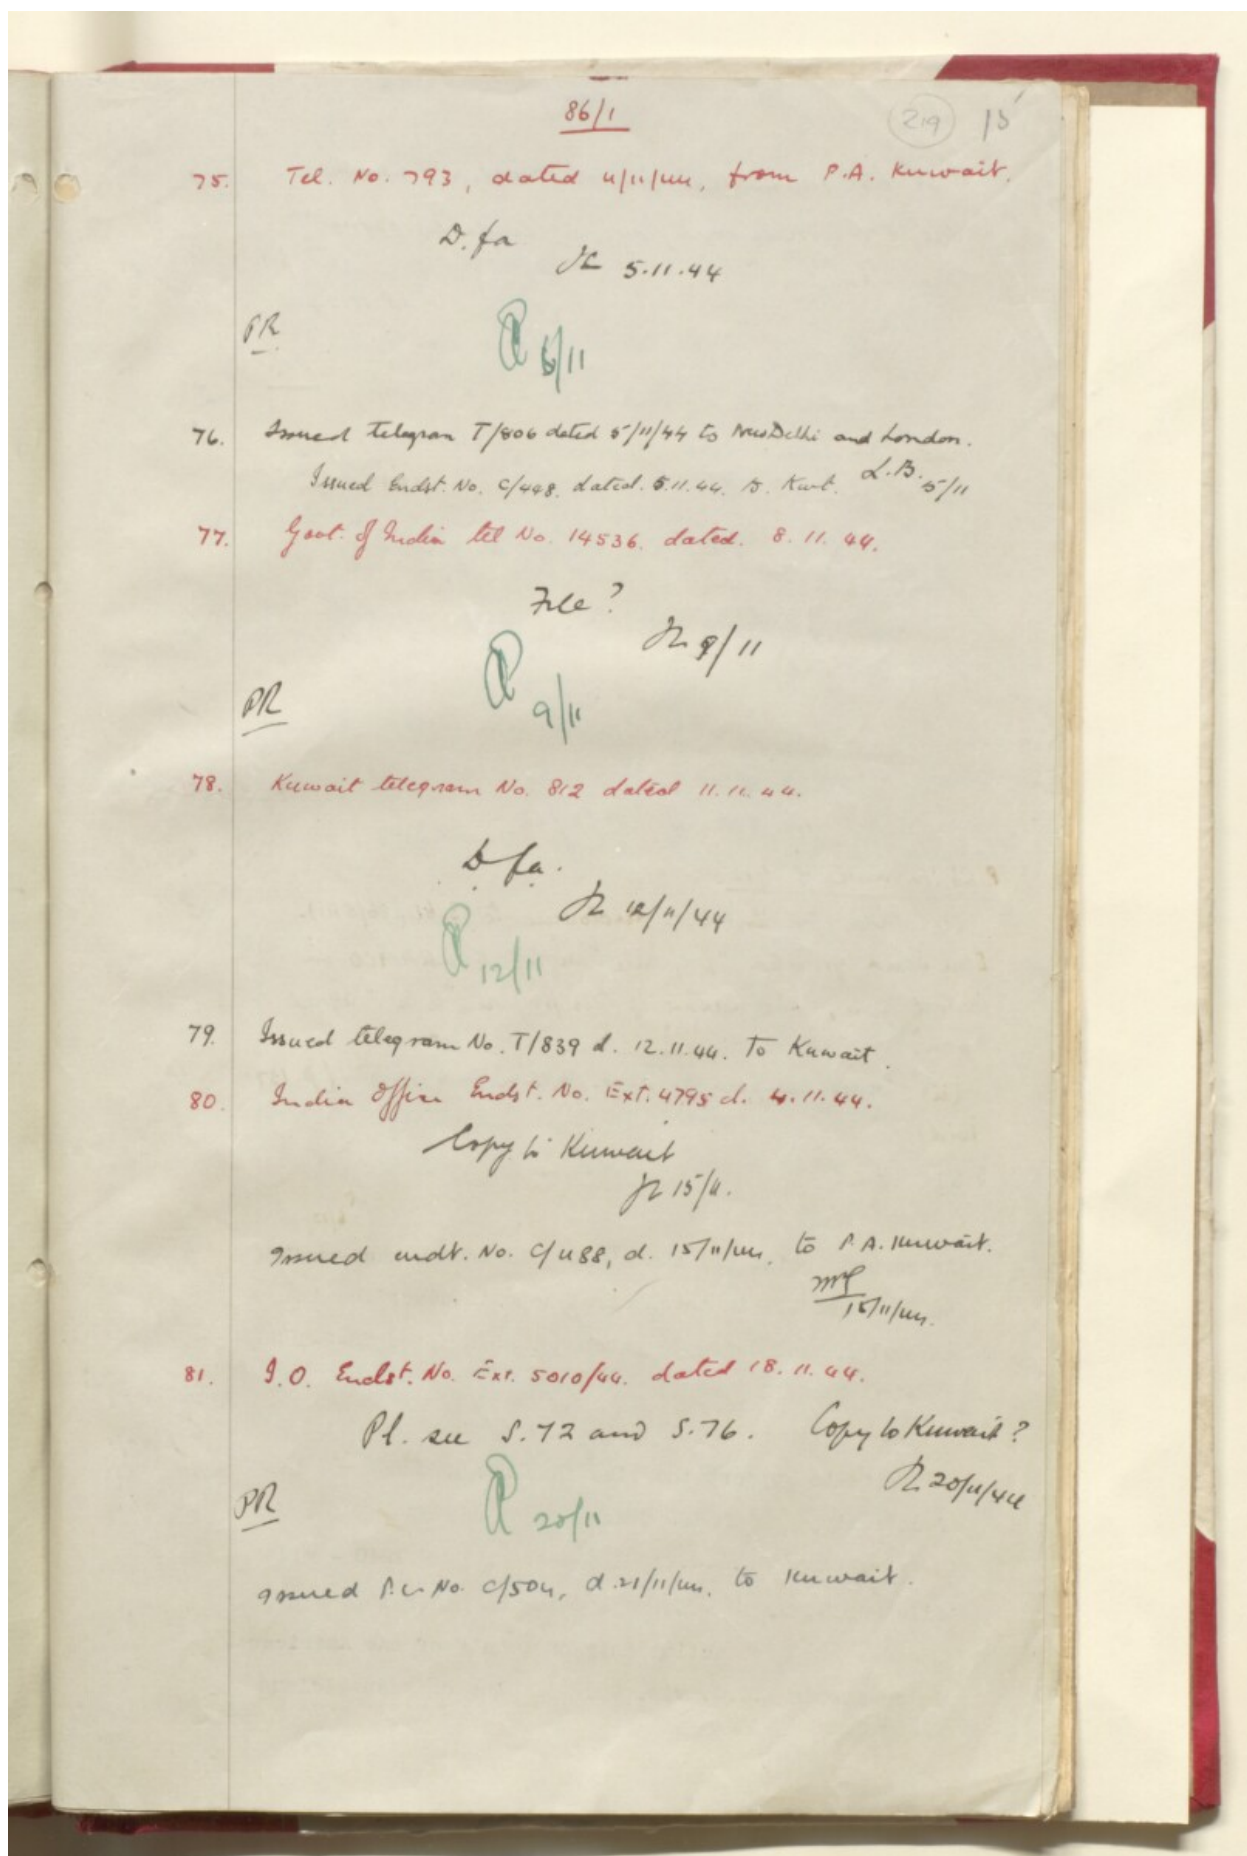 86/1
219 15
75. Tel. No. 793, dated 4/11/44, from P.A. Kuwait.
D. fa
5.11.44
PR
6/11
76. Issued telegram T/806 dated 5/11/44 to New Delhi and London.
Issued Endst. No. C/448. dated. 5.11.44. to Kwt. L.B. 5/11
77. Govt. of India tel No. 14536. dated. 8.11.44.
File?
9/11
9/11
PR
78. Kuwait telegram No. 812 dated 11.11.44.
D. fa.
12/11/44
12/11
79. Issued telegram No. T/839 d. 12.11.44. To Kuwait.
80. India Office Endst. No. Ext. 4795 d. 4.11.44.
Copy to Kuwait
15/11.
Issued endt. No. C/488, d. 15/11/44, to P.A. Kuwait.
15/11/44.
81. I.O. Endst. No. Ext. 5010/44. dated 18.11.44.
Pl. see S.72 and S.76. Copy to Kuwait?
20/11/44
PR
20/11
Issued P.L. No. C/504, d. 21/11/44, to Kuwait.